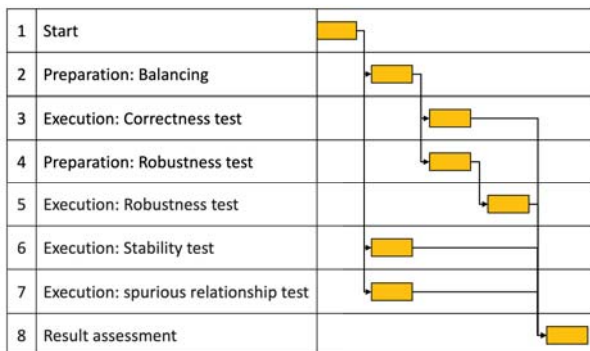 1 Start
2 Preparation: Balancing
3 Execution: Correctness test
4 Preparation: Robustness test
5 Execution: Robustness test
6 Execution: Stability test
7 Execution: spurious relationship test
8 Result assessment